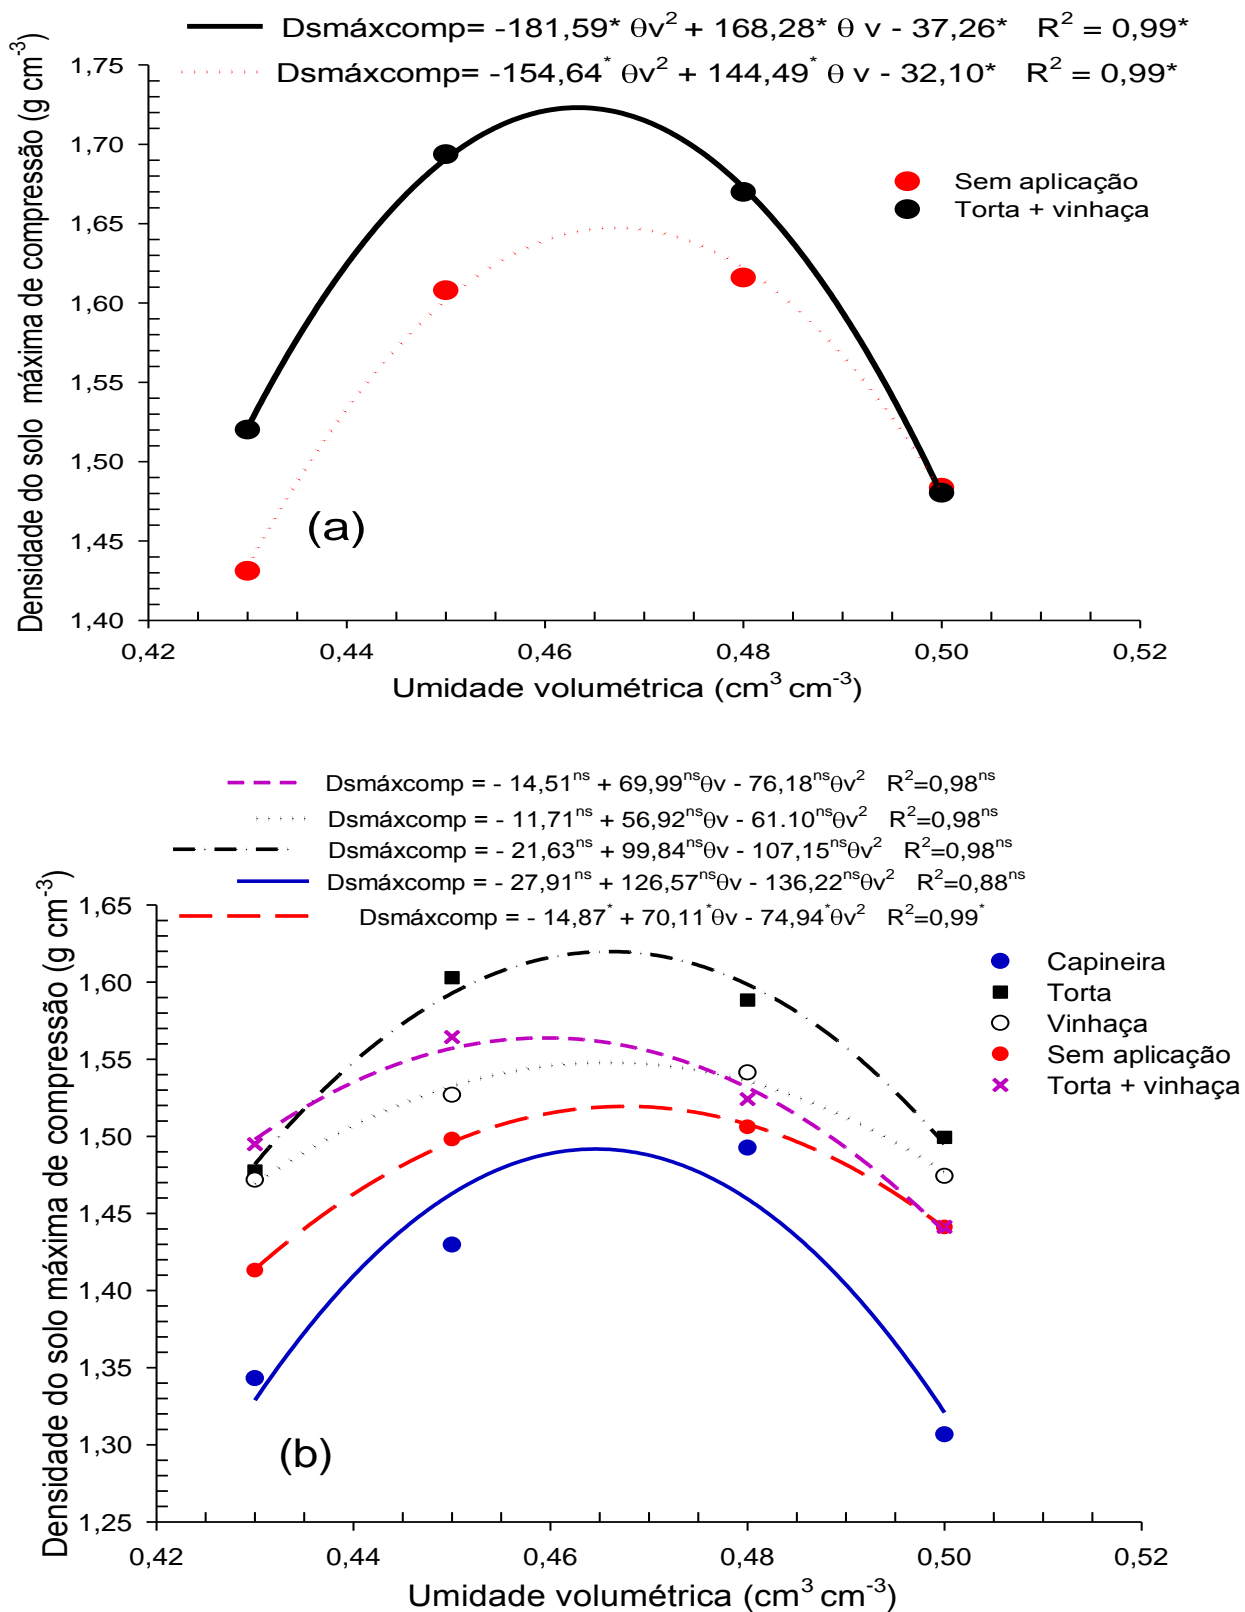 Dsmáxcomp= -181,59* θv² + 168,28* θ v - 37,26* R² = 0,99*
Dsmáxcomp= -154,64* θv² + 144,49* θ v - 32,10* R² = 0,99*
Densidade do solo máxima de compressão (g cm⁻³)
1,75
1,70
1,65
1,60
1,55
1,50
1,45
1,40
Sem aplicação
Torta + vinhaça
(a)
0,42 0,44 0,46 0,48 0,50 0,52
Umidade volumétrica (cm³ cm⁻³)
Dsmáxcomp = - 14,51ⁿˢ + 69,99ⁿˢθv - 76,18ⁿˢθv² R²=0,98ⁿˢ
Dsmáxcomp = - 11,71ⁿˢ + 56,92ⁿˢθv - 61.10ⁿˢθv² R²=0,98ⁿˢ
Dsmáxcomp = - 21,63ⁿˢ + 99,84ⁿˢθv - 107,15ⁿˢθv² R²=0,98ⁿˢ
Dsmáxcomp = - 27,91ⁿˢ + 126,57ⁿˢθv - 136,22ⁿˢθv² R²=0,88ⁿˢ
Dsmáxcomp = - 14,87* + 70,11*θv - 74,94*θv² R²=0,99*
Densidade do solo máxima de compressão (g cm⁻³)
1,65
1,60
1,55
1,50
1,45
1,40
1,35
1,30
1,25
Capineira
Torta
Vinhaça
Sem aplicação
Torta + vinhaça
(b)
0,42 0,44 0,46 0,48 0,50 0,52
Umidade volumétrica (cm³ cm⁻³)